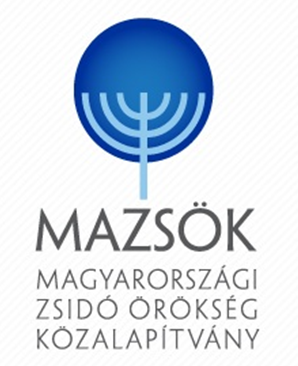 MAZSÖK
MAGYARORSZÁGI
ZSIDÓ ÖRÖKSÉG
KÖZALAPÍTVÁNY